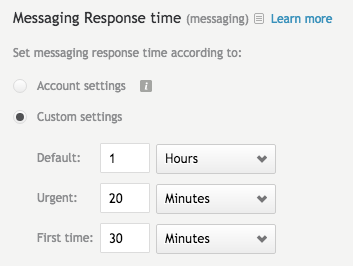 Messaging Response time (messaging) Learn more
Set messaging response time according to:
Account settings i
Custom settings
Default: 1 Hours
Urgent: 20 Minutes
First time: 30 Minutes